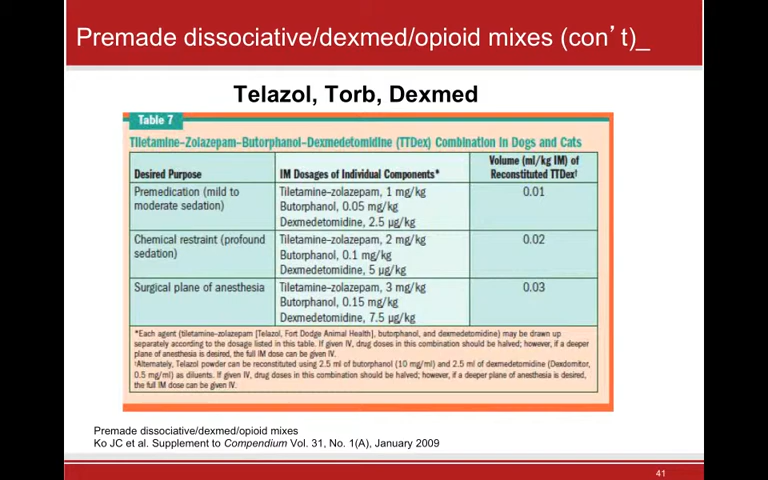 Premade dissociative/dexmed/opioid mixes (con't)_
Telazol, Torb, Dexmed
Table 7
Tiletamine–Zolazepam–Butorphanol–Dexmedetomidine (TTDex) Combination in Dogs and Cats
Desired Purpose
IM Dosages of Individual Components*
Volume (ml/kg IM) of
Reconstituted TTDex†
Premedication (mild to
moderate sedation)
Tiletamine–zolazepam, 1 mg/kg
Butorphanol, 0.05 mg/kg
Dexmedetomidine, 2.5 µg/kg
0.01
Chemical restraint (profound
sedation)
Tiletamine–zolazepam, 2 mg/kg
Butorphanol, 0.1 mg/kg
Dexmedetomidine, 5 µg/kg
0.02
Surgical plane of anesthesia
Tiletamine–zolazepam, 3 mg/kg
Butorphanol, 0.15 mg/kg
Dexmedetomidine, 7.5 µg/kg
0.03
*Each agent (tiletamine–zolazepam [Telazol, Fort Dodge Animal Health], butorphanol, and dexmedetomidine) may be drawn up
separately according to the dosage listed in this table. If given IV, drug doses in this combination should be halved; however, if a deeper
plane of anesthesia is desired, the full IM dose can be given IV.
†Alternately, Telazol powder can be reconstituted using 2.5 ml of butorphanol (10 mg/ml) and 2.5 ml of dexmedetomidine (Dexdomitor,
0.5 mg/ml) as diluents. If given IV, drug doses in this combination should be halved; however, if a deeper plane of anesthesia is desired,
the full IM dose can be given IV.
Premade dissociative/dexmed/opioid mixes
Ko JC et al. Supplement to Compendium Vol. 31, No. 1(A), January 2009
41